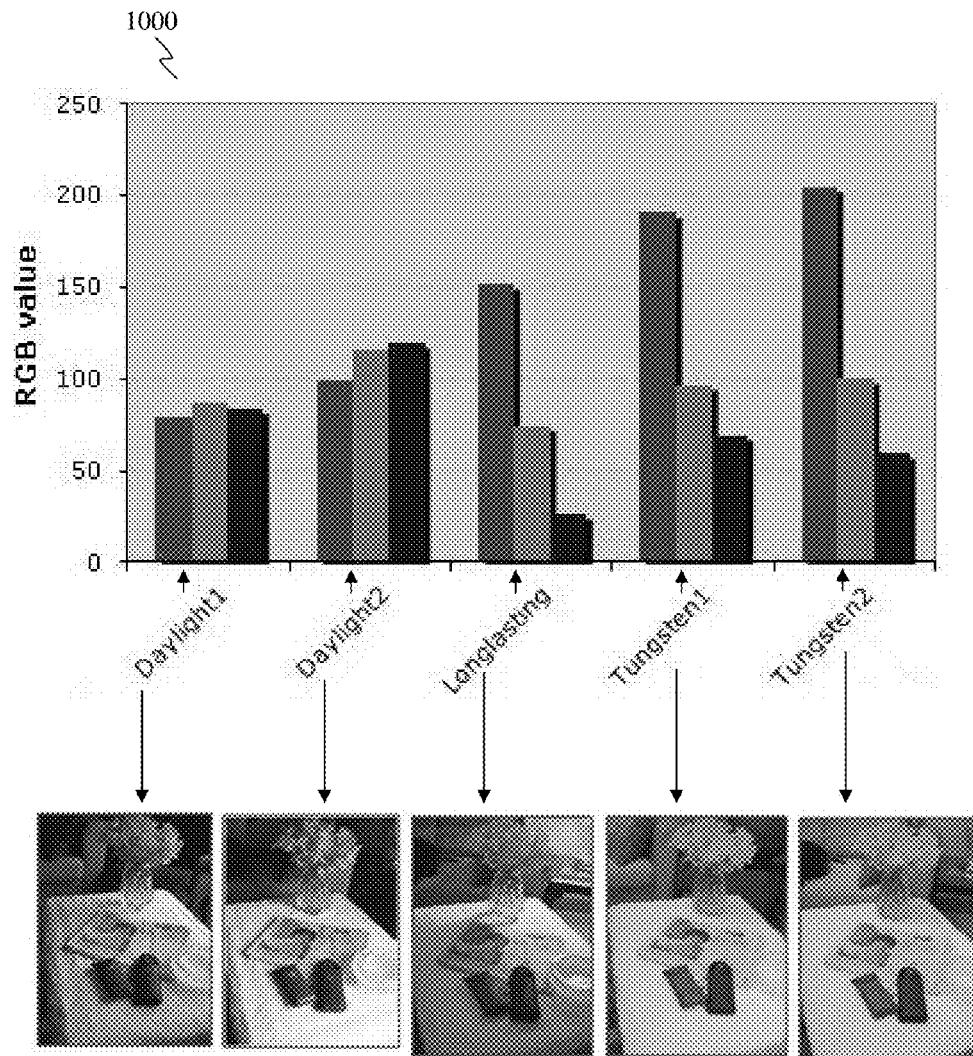 1000
250
200
150
100
50
0
RGB value
Daylight1
Daylight2
Longlasting
Tungsten1
Tungsten2